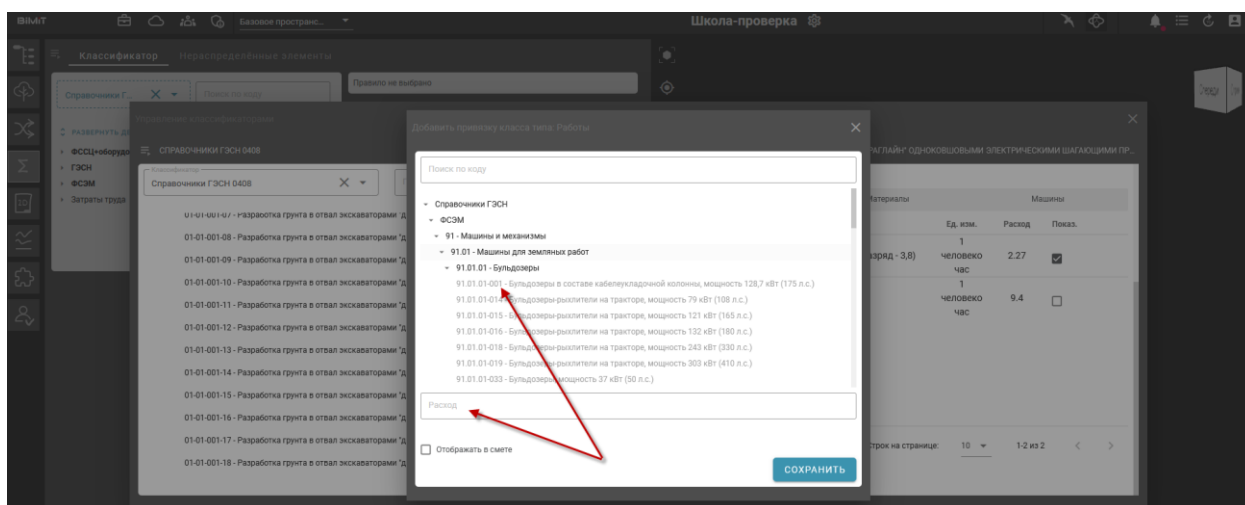 BIMIT
Базовое пространс...
Школа-проверка
Классификатор
Нераспределённые элементы
Справочники Г...
Поиск по коду
Правило не выбрано
РАЗВЕРНУТЬ
ФССЦ+оборудо
ГЭСН
ФСЭМ
Затраты труда
Управление классификаторами
СПРАВОЧНИКИ ГЭСН 0408
Классификатор
Справочники ГЭСН 0408
01-01-001-07 - Разработка грунта в отвал экскаваторами "д
01-01-001-08 - Разработка грунта в отвал экскаваторами "д
01-01-001-09 - Разработка грунта в отвал экскаваторами "д
01-01-001-10 - Разработка грунта в отвал экскаваторами "д
01-01-001-11 - Разработка грунта в отвал экскаваторами "д
01-01-001-12 - Разработка грунта в отвал экскаваторами "д
01-01-001-13 - Разработка грунта в отвал экскаваторами "д
01-01-001-14 - Разработка грунта в отвал экскаваторами "д
01-01-001-15 - Разработка грунта в отвал экскаваторами "д
01-01-001-16 - Разработка грунта в отвал экскаваторами "д
01-01-001-17 - Разработка грунта в отвал экскаваторами "д
01-01-001-18 - Разработка грунта в отвал экскаваторами "д
Добавить привязку класса типа: Работы
Поиск по коду
Справочники ГЭСН
ФСЭМ
91 - Машины и механизмы
91.01 - Машины для земляных работ
91.01.01 - Бульдозеры
91.01.01-001 - Бульдозеры в составе кабелеукладочной колонны, мощность 128,7 кВт (175 л.с.)
91.01.01-014 - Бульдозеры-рыхлители на тракторе, мощность 79 кВт (108 л.с.)
91.01.01-015 - Бульдозеры-рыхлители на тракторе, мощность 121 кВт (165 л.с.)
91.01.01-016 - Бульдозеры-рыхлители на тракторе, мощность 132 кВт (180 л.с.)
91.01.01-018 - Бульдозеры-рыхлители на тракторе, мощность 243 кВт (330 л.с.)
91.01.01-019 - Бульдозеры-рыхлители на тракторе, мощность 303 кВт (410 л.с.)
91.01.01-033 - Бульдозеры, мощность 37 кВт (50 л.с.)
Расход
Отображать в смете
СОХРАНИТЬ
РАГЛАЙН" ОДНОКОВШОВЫМИ ЭЛЕКТРИЧЕСКИМИ ШАГАЮЩИМИ ПР...
Материалы
Машины
Ед. изм.
Расход
Показ.
азряд - 3,8)
1
человеко
час
2.27
1
человеко
час
9.4
Строк на странице:
10
1-2 из 2